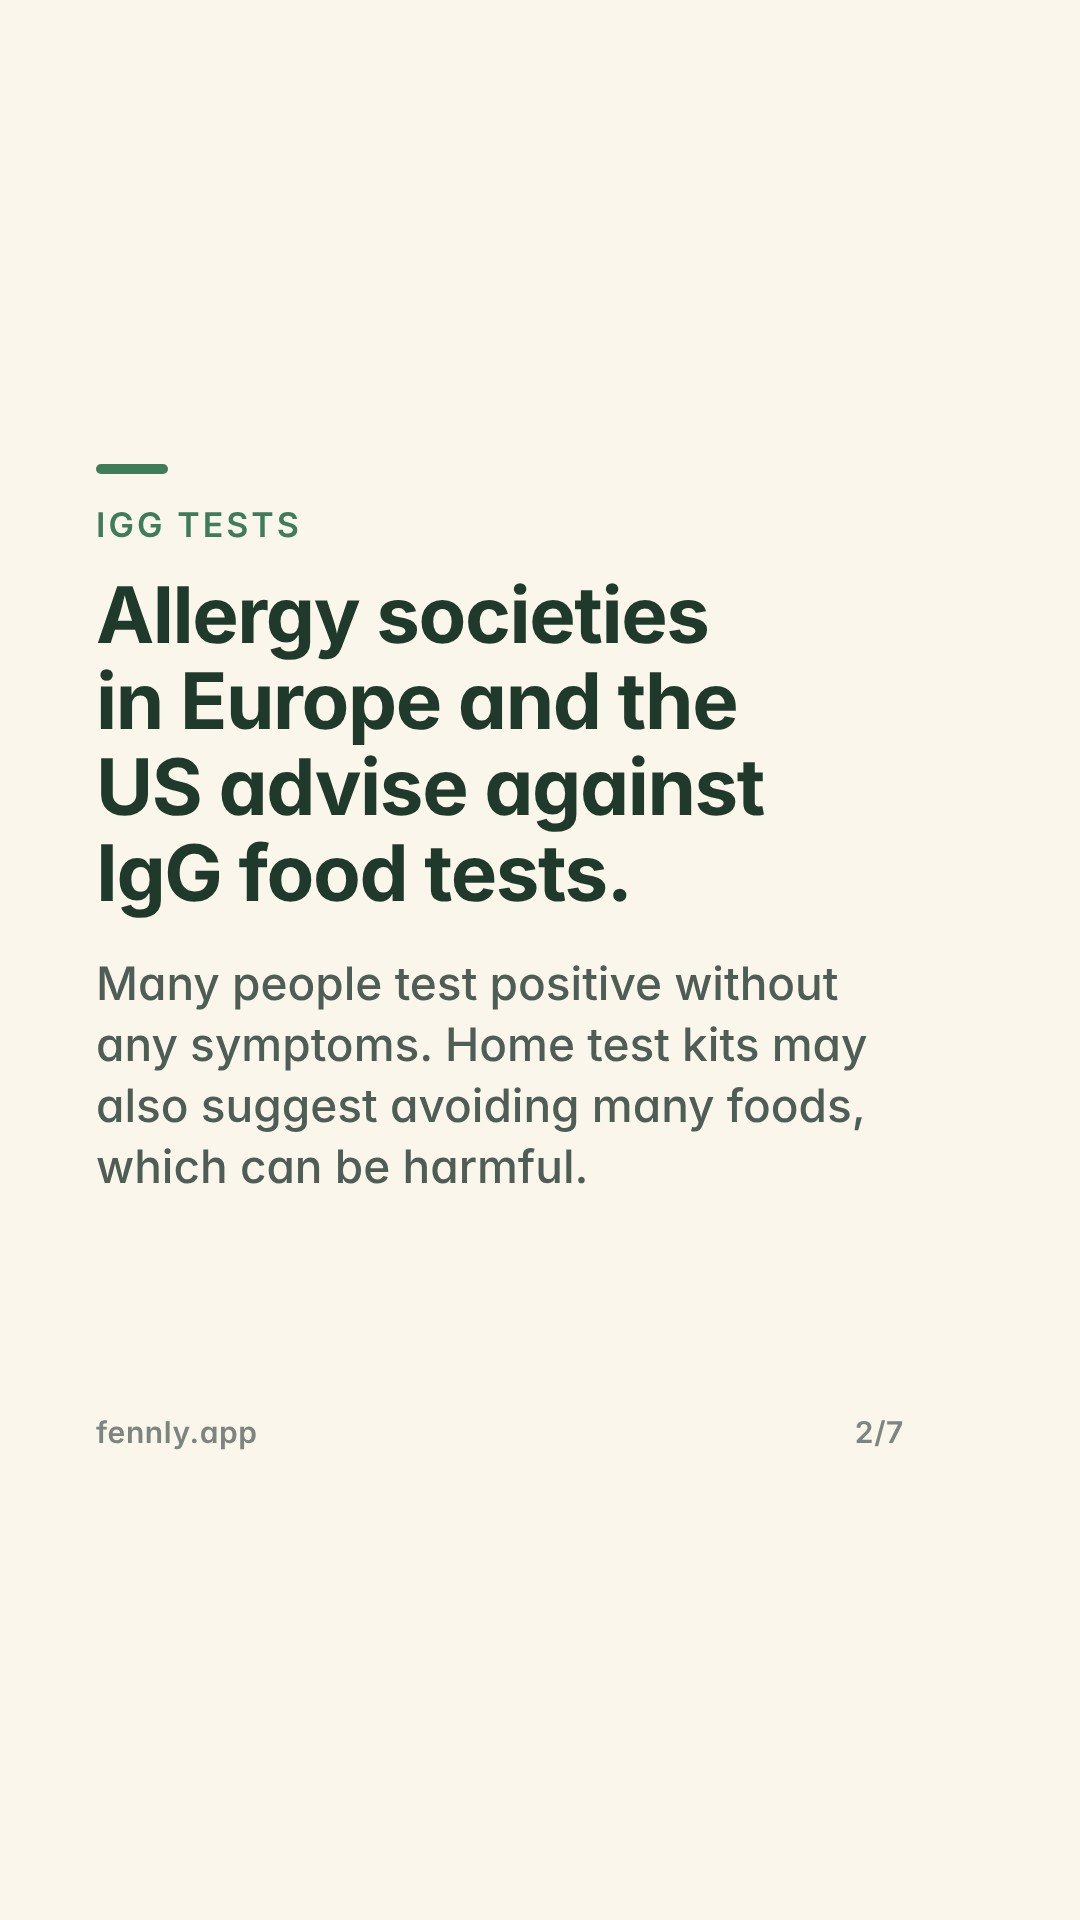 IGG TESTS
Allergy societies
in Europe and the
US advise against
IgG food tests.
Many people test positive without
any symptoms. Home test kits may
also suggest avoiding many foods,
which can be harmful.
fennly.app
2/7